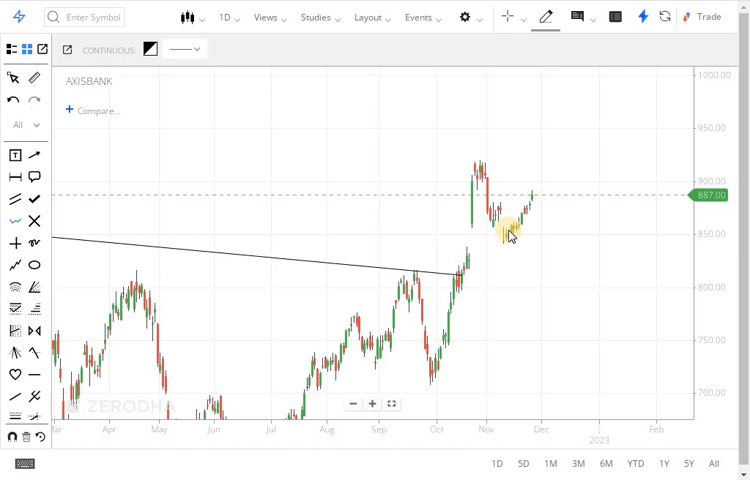 Enter Symbol
1D
Views
Studies
Layout
Events
Trade
CONTINUOUS:
AXISBANK
Compare...
All
T
1000.00
950.00
900.00
887.00
850.00
800.00
750.00
700.00
ZERODHA
Mar
Apr
May
Jun
Jul
Aug
Sep
Oct
Nov
Dec
2023
Feb
1D
5D
1M
3M
6M
YTD
1Y
5Y
All